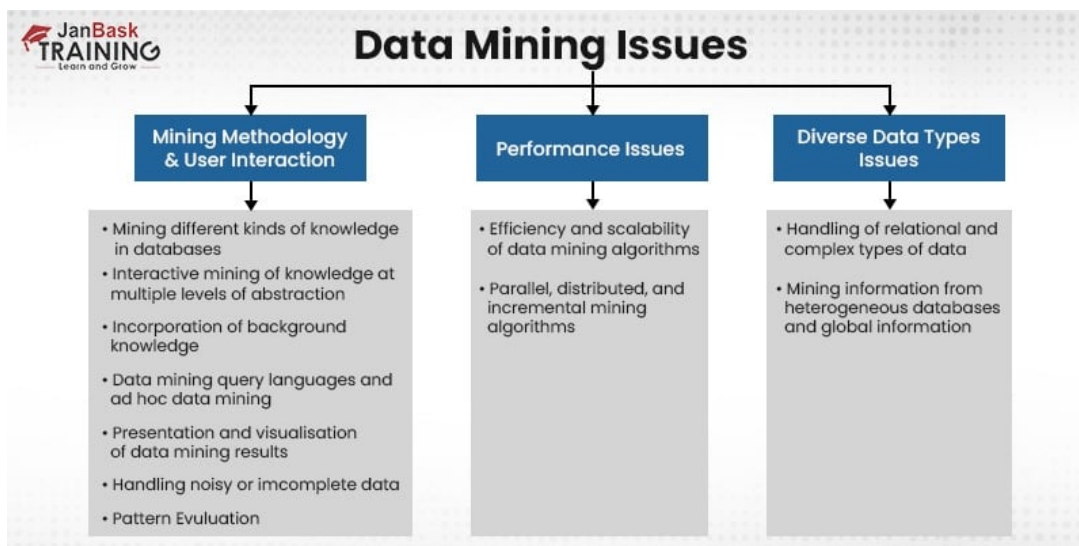 JanBask
TRAINING
Learn and Grow
Data Mining Issues
Mining Methodology
& User Interaction
• Mining different kinds of knowledge
in databases
• Interactive mining of knowledge at
multiple levels of abstraction
• Incorporation of background
knowledge
• Data mining query languages and
ad hoc data mining
• Presentation and visualisation
of data mining results
• Handling noisy or imcomplete data
• Pattern Evuluation
Performance Issues
• Efficiency and scalability
of data mining algorithms
• Parallel, distributed, and
incremental mining
algorithms
Diverse Data Types
Issues
• Handling of relational and
complex types of data
• Mining information from
heterogeneous databases
and global information